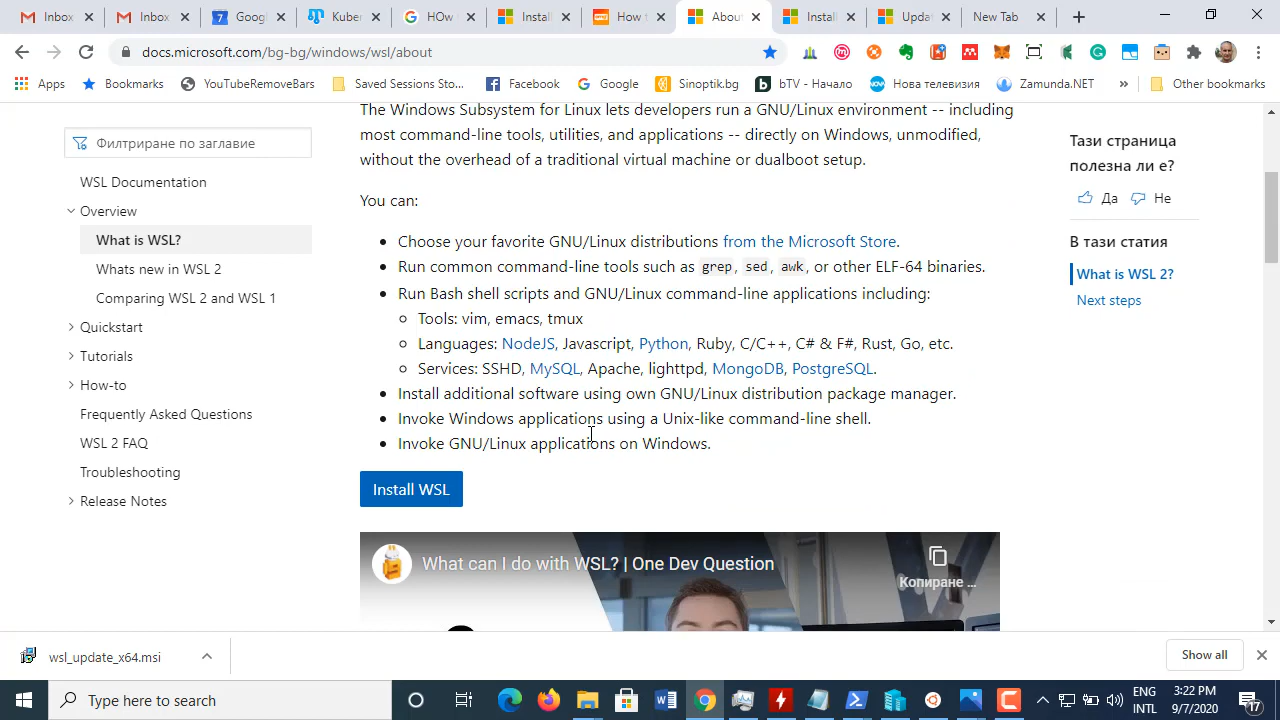 Inbox
Inbox
Googl
Kuber
HOw
Install
How t
Abou
Install
Updat
New Tab
docs.microsoft.com/bg-bg/windows/wsl/about
Apps
Bookmarks
YouTubeRemoveBars
Saved Sessions Sto...
Facebook
Google
Sinoptik.bg
bTV - Начало
Нова телевизия
Zamunda.NET
»
Other bookmarks
Филтриране по заглавие
WSL Documentation
Overview
What is WSL?
Whats new in WSL 2
Comparing WSL 2 and WSL 1
Quickstart
Tutorials
How-to
Frequently Asked Questions
WSL 2 FAQ
Troubleshooting
Release Notes
The Windows Subsystem for Linux lets developers run a GNU/Linux environment -- including
most command-line tools, utilities, and applications -- directly on Windows, unmodified,
without the overhead of a traditional virtual machine or dualboot setup.
You can:
• Choose your favorite GNU/Linux distributions from the Microsoft Store.
• Run common command-line tools such as grep, sed, awk, or other ELF-64 binaries.
• Run Bash shell scripts and GNU/Linux command-line applications including:
○ Tools: vim, emacs, tmux
○ Languages: NodeJS, Javascript, Python, Ruby, C/C++, C# & F#, Rust, Go, etc.
○ Services: SSHD, MySQL, Apache, lighttpd, MongoDB, PostgreSQL.
• Install additional software using own GNU/Linux distribution package manager.
• Invoke Windows applications using a Unix-like command-line shell.
• Invoke GNU/Linux applications on Windows.
Install WSL
What can I do with WSL? | One Dev Question
Копиране ...
Тази страница
полезна ли е?
Да
Не
В тази статия
What is WSL 2?
Next steps
wsl_update_x64.msi
Show all
Type here to search
ENG
INTL
3:22 PM
9/7/2020
17